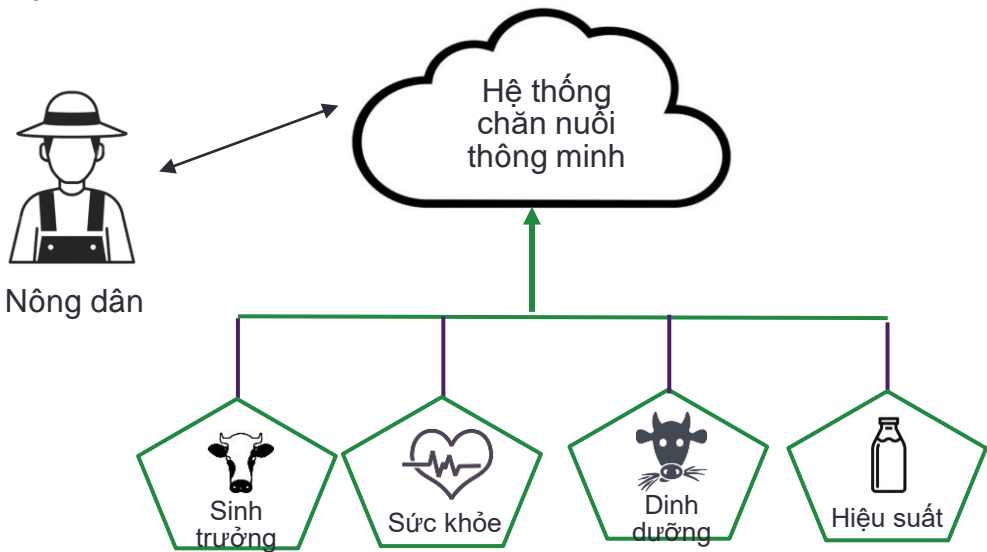 Hệ thống
chăn nuôi
thông minh
Nông dân
Sinh
trưởng
Sức khỏe
Dinh
dưỡng
Hiệu suất